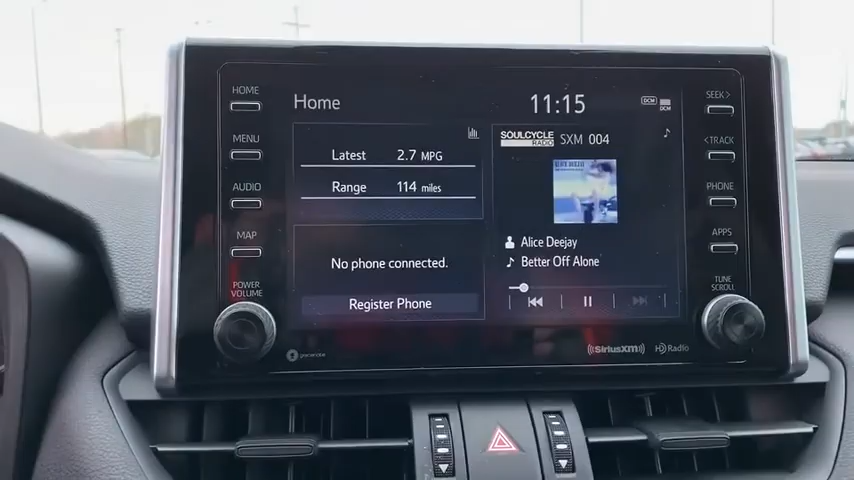 HOME
MENU
AUDIO
MAP
POWER
VOLUME
Home
11:15
DCM
DCM
Latest 2.7 MPG
Range 114 miles
No phone connected.
Register Phone
SOULCYCLE
RADIO
SXM 004
Alice Deejay
Better Off Alone
gracenote
SiriusXM
HD Radio
SEEK>
<TRACK
PHONE
APPS
TUNE
SCROLL